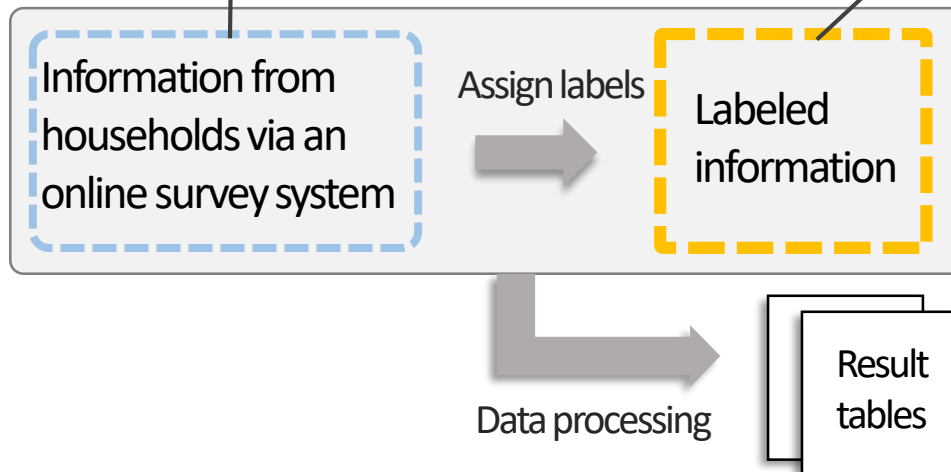 Information from
households via an
online survey system
Assign labels
Labeled
information
Data processing
Result
tables